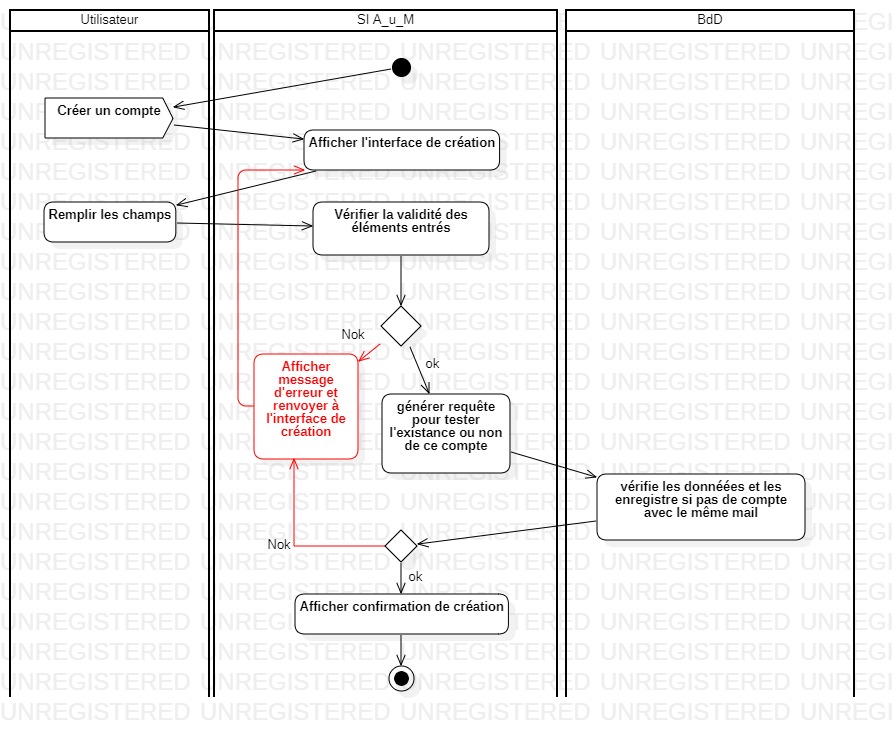 Utilisateur
SI A_u_M
BdD
Créer un compte
Afficher l'interface de création
Remplir les champs
Vérifier la validité des
éléments entrés
Nok
ok
Afficher
message
d'erreur et
renvoyer à
l'interface de
création
générer requête
pour tester
l'existance ou non
de ce compte
vérifie les donnéées et les
enregistre si pas de compte
avec le même mail
Nok
ok
Afficher confirmation de création
UNREGISTERED UNREGISTERED UNREGISTERED UNREGISTERED UNREGISTERED